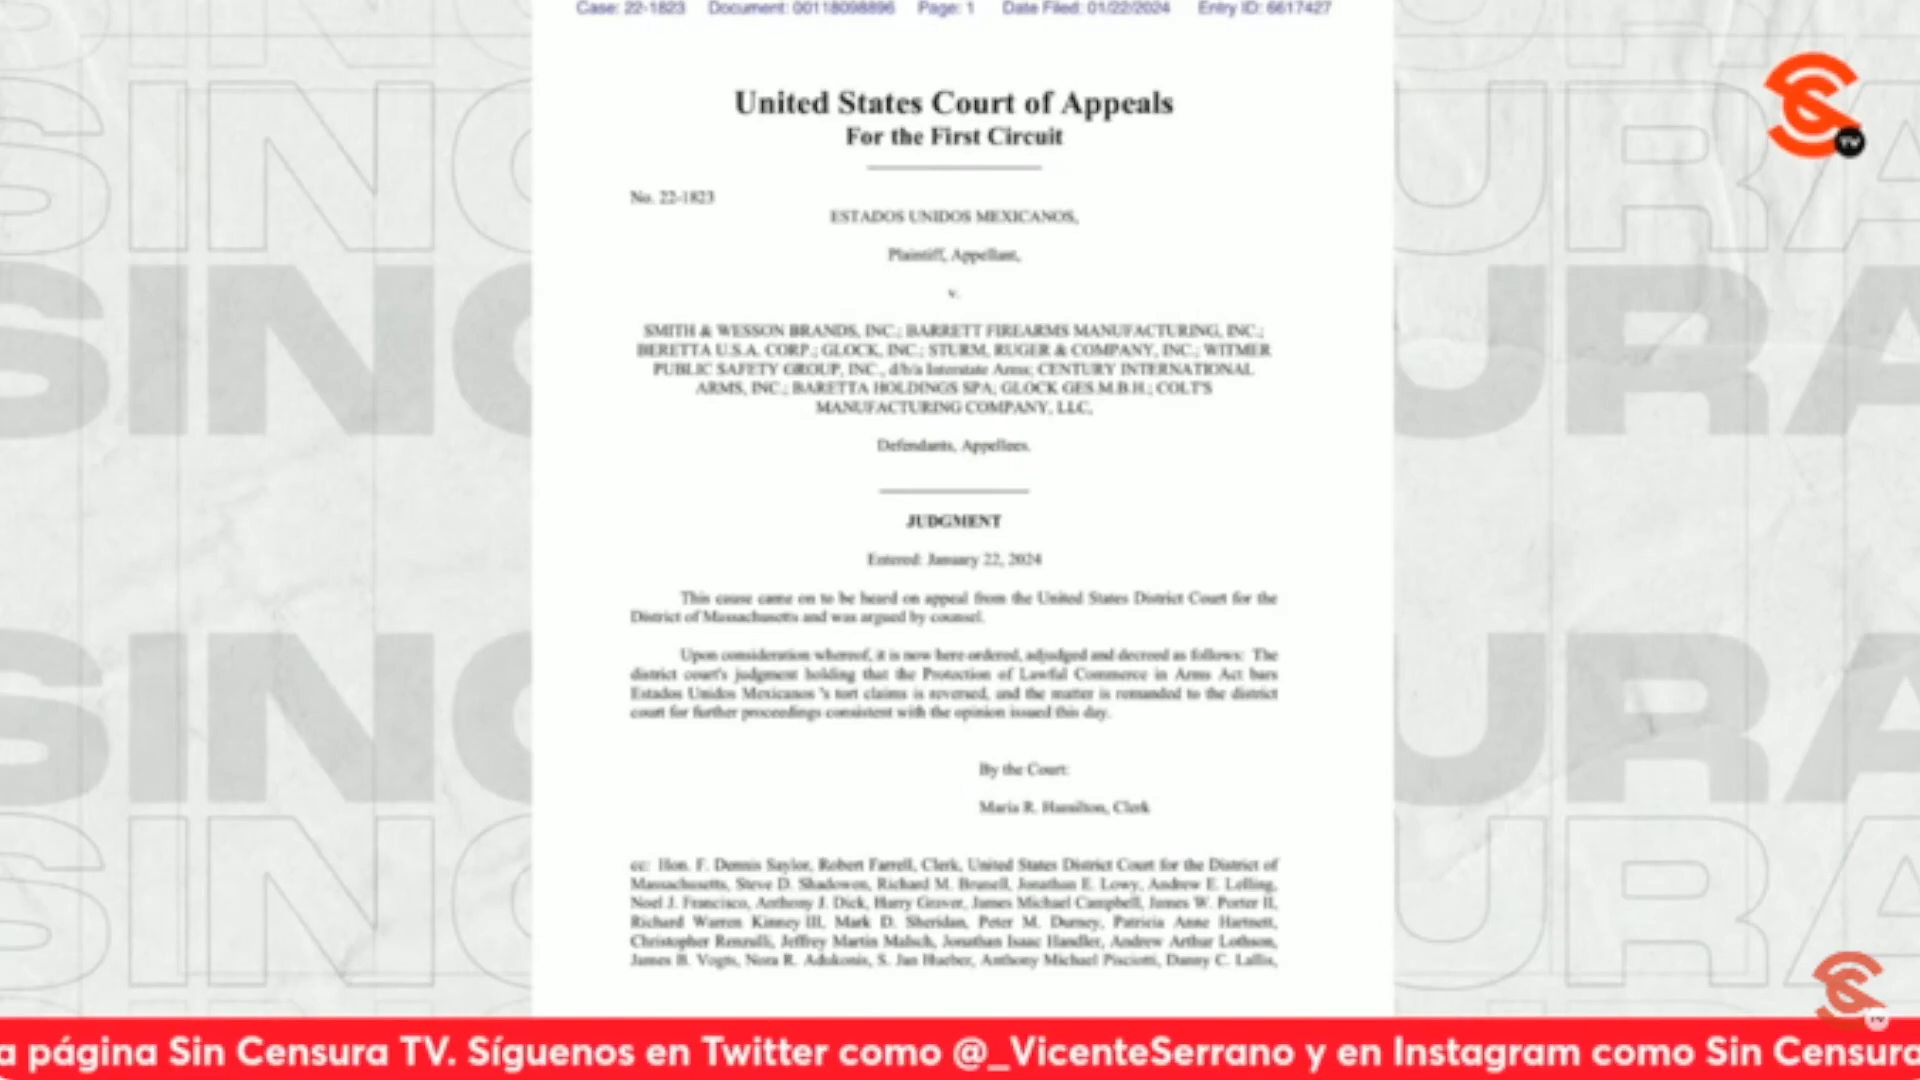 Case: 22-1823 Document: 00118098896 Page: 1 Date Filed: 01/22/2024 Entry ID: 6617427
United States Court of Appeals
For the First Circuit
No. 22-1823
ESTADOS UNIDOS MEXICANOS,
Plaintiff, Appellant,
v.
SMITH & WESSON BRANDS, INC.; BARRETT FIREARMS MANUFACTURING, INC.;
BERETTA U.S.A. CORP.; GLOCK, INC.; STURM, RUGER & COMPANY, INC.; WITMER
PUBLIC SAFETY GROUP, INC., d/b/a Interstate Arms; CENTURY INTERNATIONAL
ARMS, INC.; BARETTA HOLDINGS SPA; GLOCK GES.M.B.H.; COLT'S
MANUFACTURING COMPANY, LLC,
Defendants, Appellees.
JUDGMENT
Entered: January 22, 2024
This cause came on to be heard on appeal from the United States District Court for the
District of Massachusetts and was argued by counsel.
Upon consideration whereof, it is now here ordered, adjudged and decreed as follows: The
district court's judgment holding that the Protection of Lawful Commerce in Arms Act bars
Estados Unidos Mexicanos 's tort claims is reversed, and the matter is remanded to the district
court for further proceedings consistent with the opinion issued this day.
By the Court:
Maria R. Hamilton, Clerk
cc: Hon. F. Dennis Saylor, Robert Farrell, Clerk, United States District Court for the District of
Massachusetts, Steve D. Shadowen, Richard M. Brunell, Jonathan E. Lowy, Andrew E. Lelling,
Noel J. Francisco, Anthony J. Dick, Harry Graver, James Michael Campbell, James W. Porter II,
Richard Warren Kinney III, Mark D. Sheridan, Peter M. Durney, Patricia Anne Hartnett,
Christopher Renzulli, Jeffrey Martin Malsch, Jonathan Isaac Handler, Andrew Arthur Lothson,
James B. Vogts, Nora R. Adukonis, S. Jan Hueber, Anthony Michael Pisciotti, Danny C. Lallis,
SINC
URA
SINC
URA
SINC
URA
SINC
URA
TV
TV
a página Sin Censura TV. Síguenos en Twitter como @_VicenteSerrano y en Instagram como Sin Censura